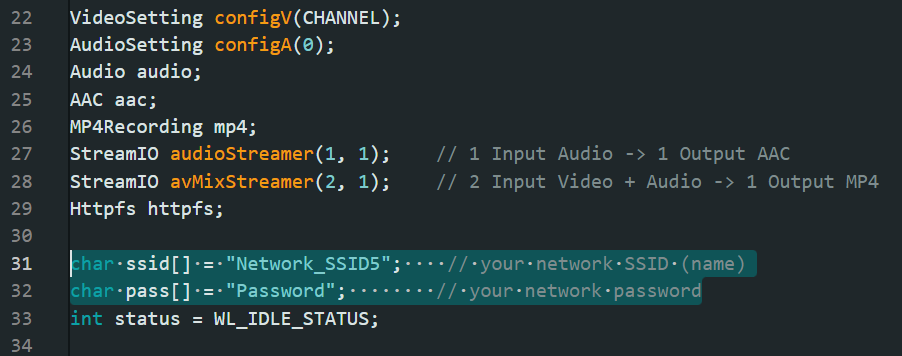 22 VideoSetting configV(CHANNEL);
23 AudioSetting configA(0);
24 Audio audio;
25 AAC aac;
26 MP4Recording mp4;
27 StreamIO audioStreamer(1, 1);    // 1 Input Audio -> 1 Output AAC
28 StreamIO avMixStreamer(2, 1);    // 2 Input Video + Audio -> 1 Output MP4
29 Httpfs httpfs;
30
31 char·ssid[]·=·"Network_SSID5";····//·your·network·SSID·(name)
32 char·pass[]·=·"Password";········//·your·network·password
33 int status = WL_IDLE_STATUS;
34